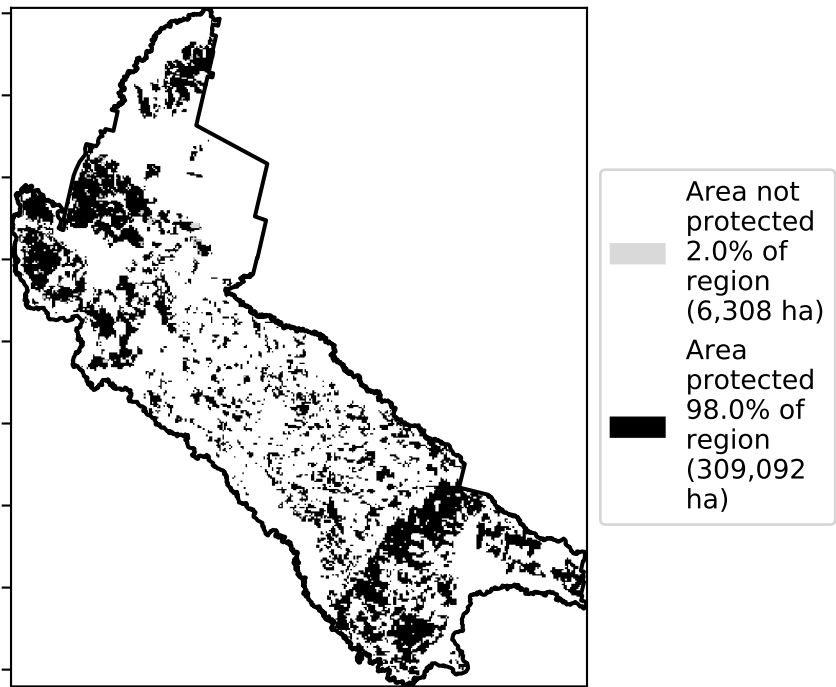 Area not
protected
2.0% of
region
(6,308 ha)
Area
protected
98.0% of
region
(309,092
ha)